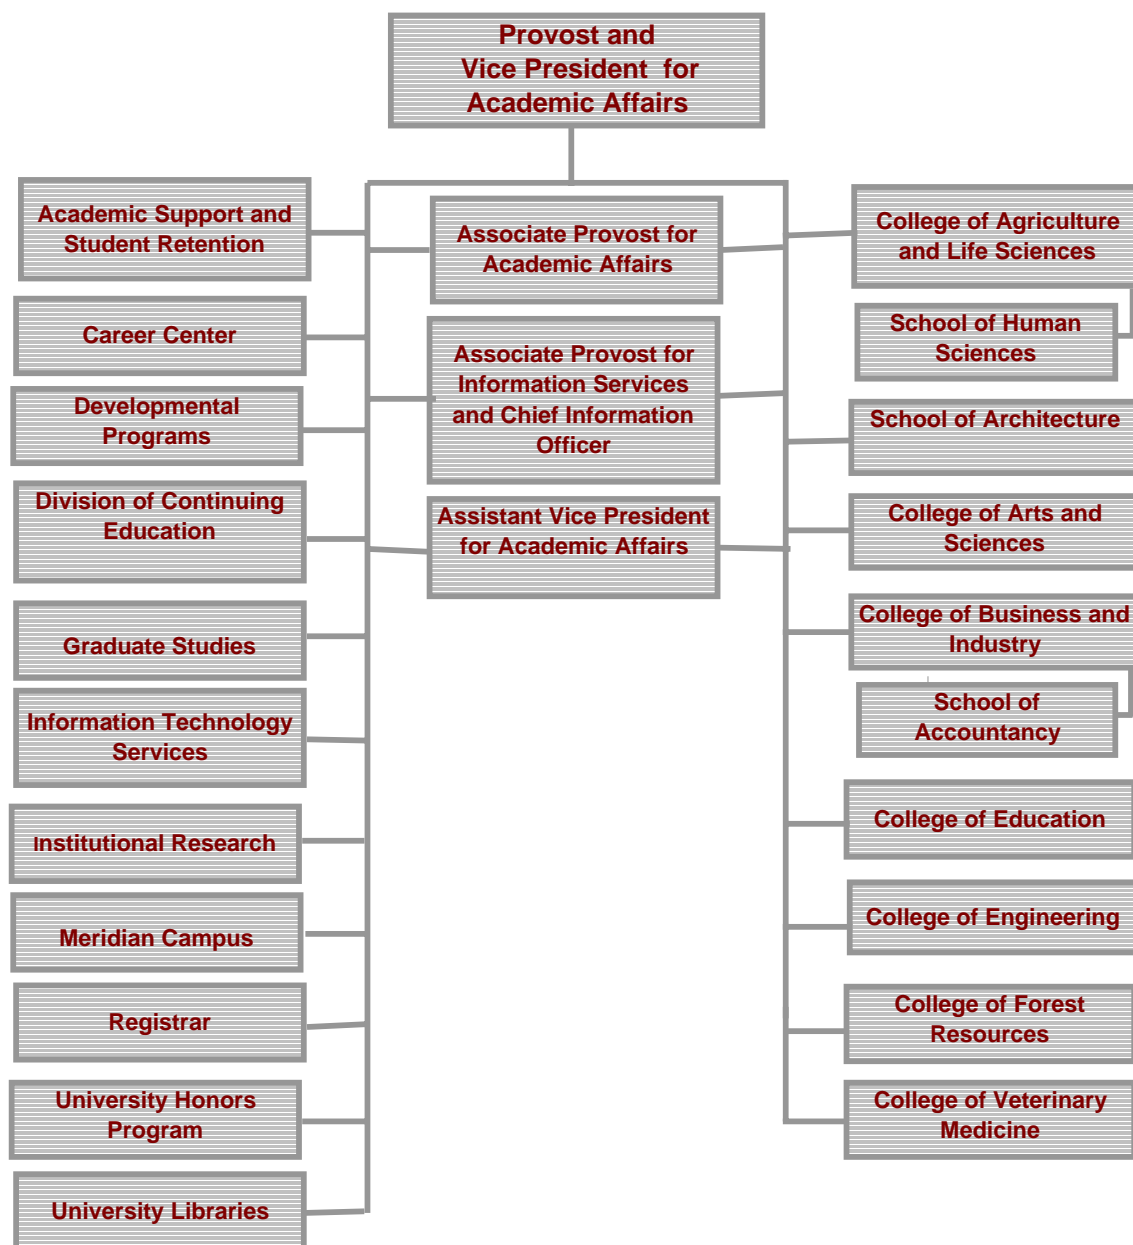 Provost and
Vice President for
Academic Affairs
Academic Support and
Student Retention
Career Center
Developmental
Programs
Division of Continuing
Education
Graduate Studies
Information Technology
Services
Institutional Research
Meridian Campus
Registrar
University Honors
Program
University Libraries
Associate Provost for
Academic Affairs
Associate Provost for
Information Services
and Chief Information
Officer
Assistant Vice President
for Academic Affairs
College of Agriculture
and Life Sciences
School of Human
Sciences
School of Architecture
College of Arts and
Sciences
College of Business and
Industry
School of
Accountancy
College of Education
College of Engineering
College of Forest
Resources
College of Veterinary
Medicine